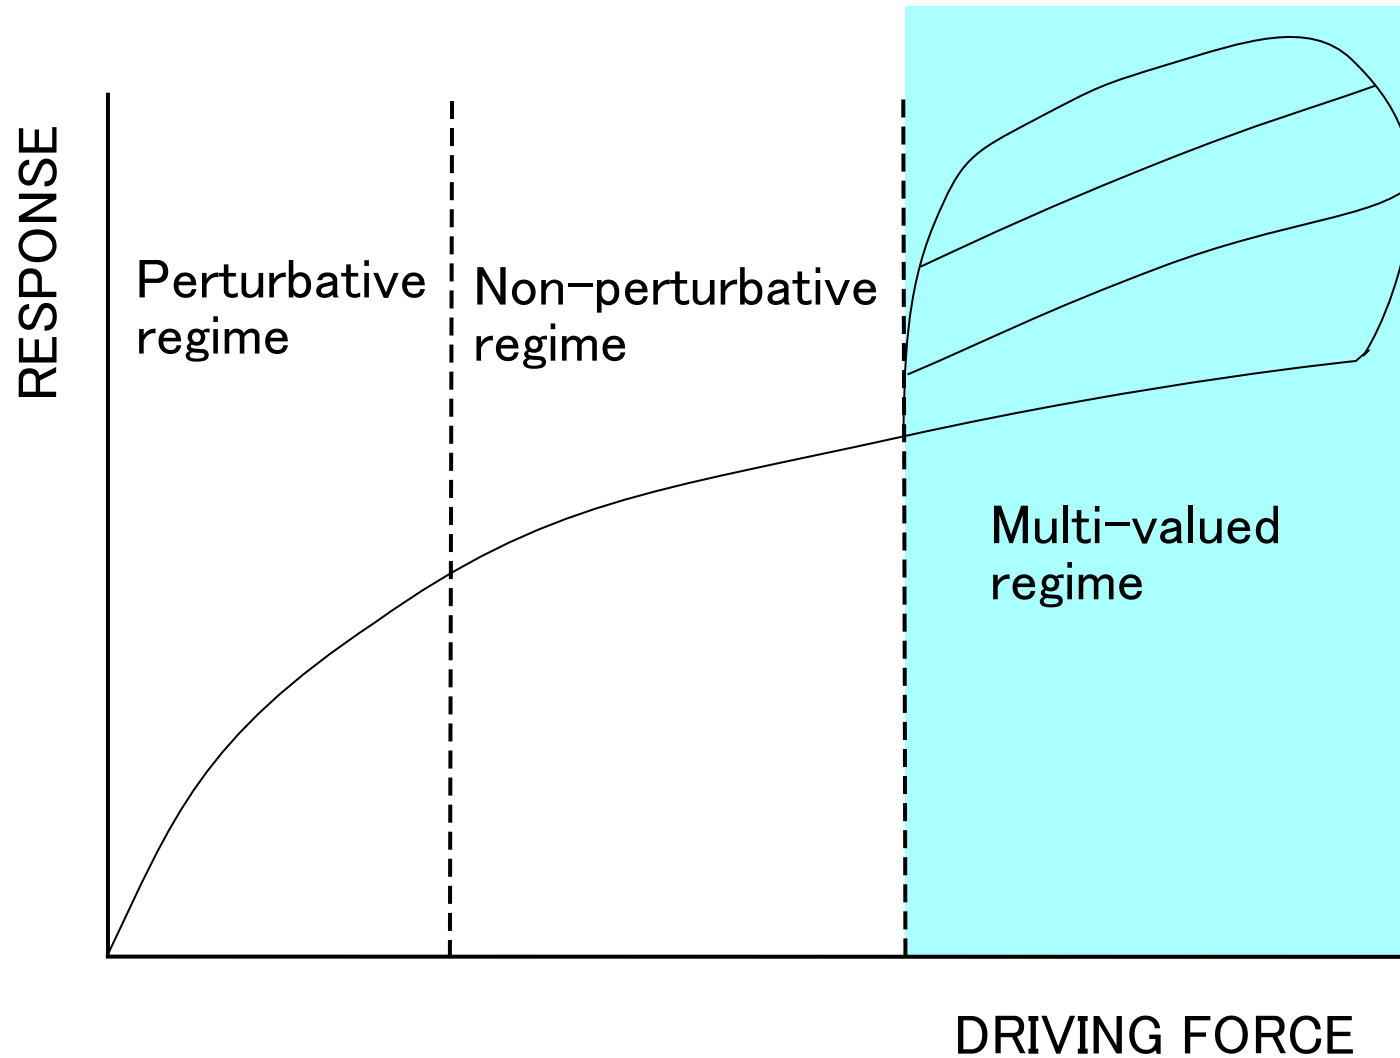 RESPONSE
Perturbative
regime
Non-perturbative
regime
Multi-valued
regime
DRIVING FORCE